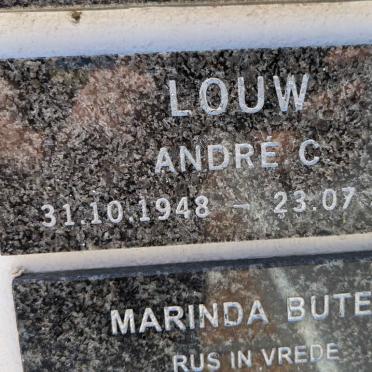 LOUW
ANDRÉ C
31.10.1948 - 23.07
MARINDA BUTE
RUS IN VREDE